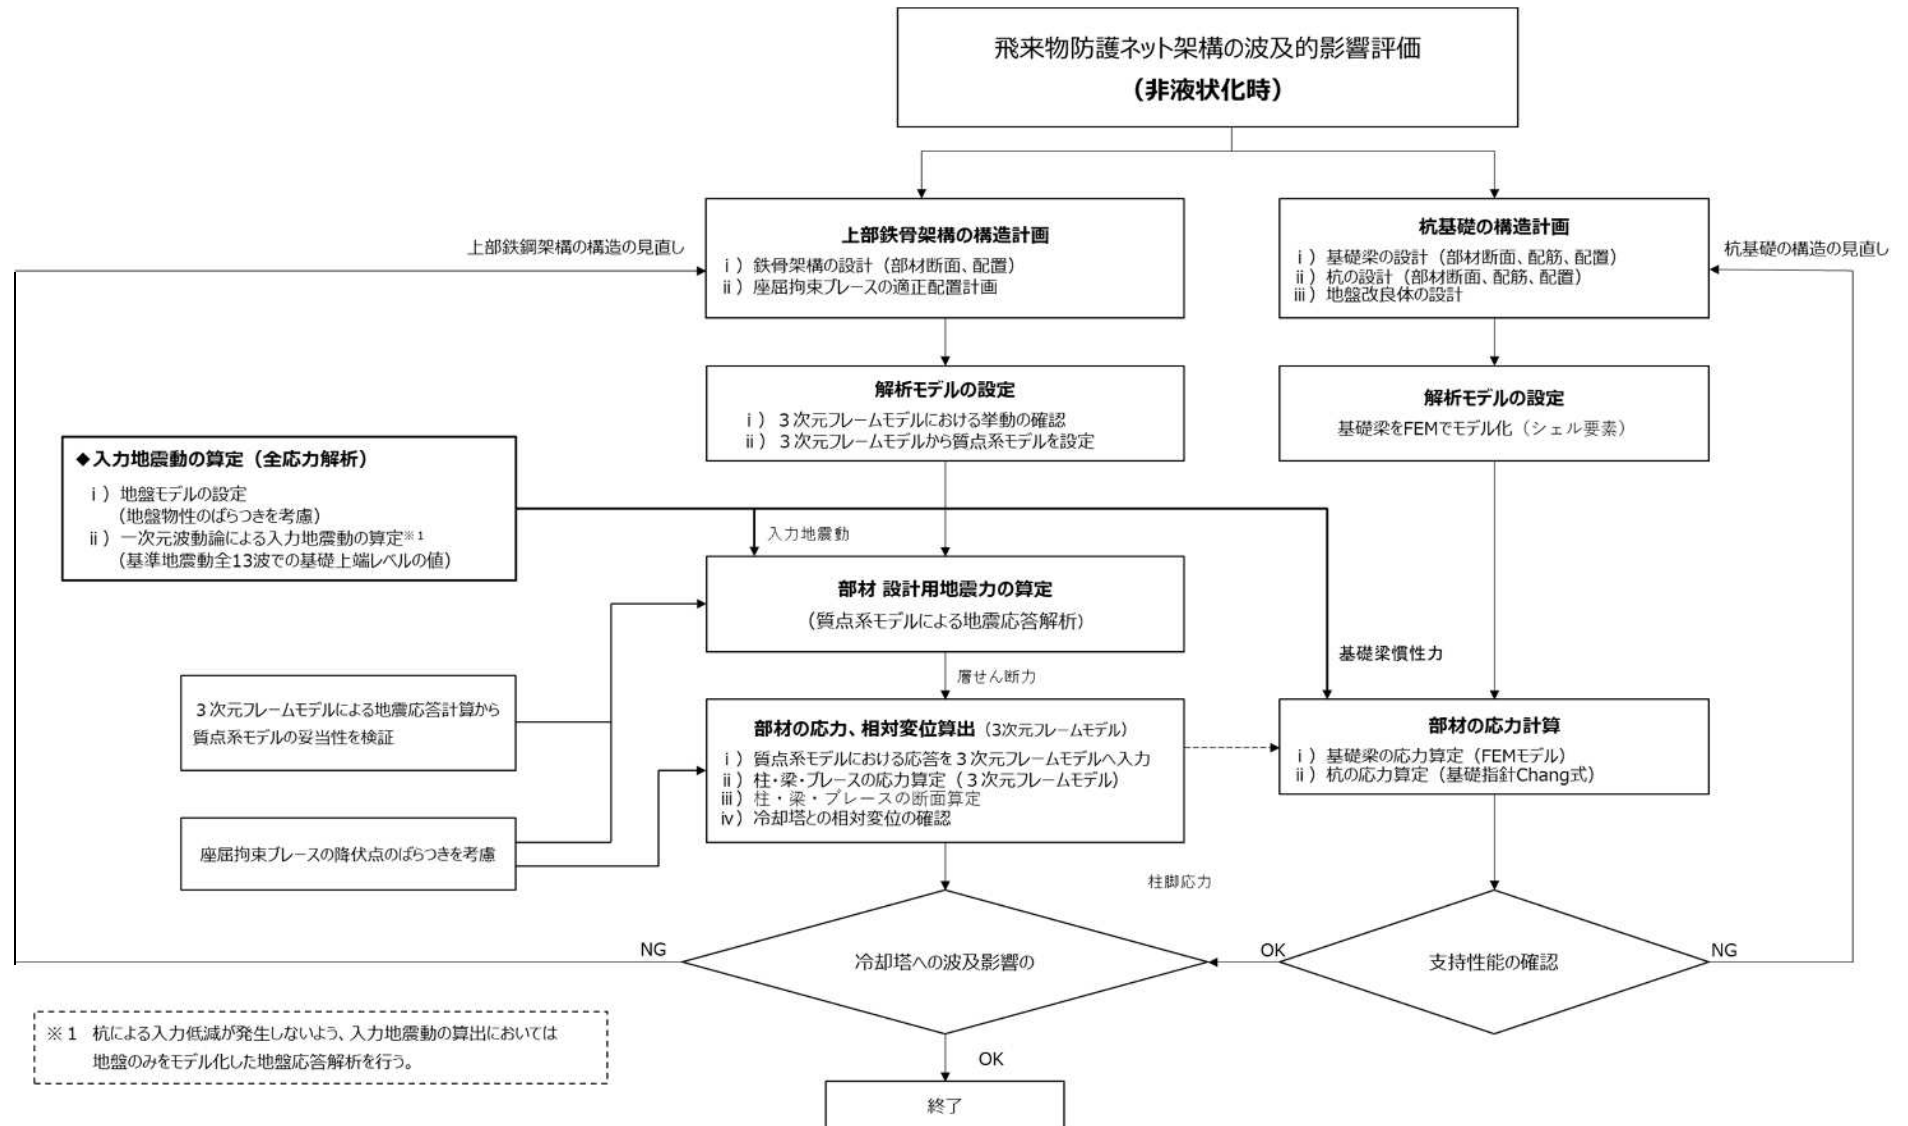 飛来物防護ネット架構の波及的影響評価
（非液状化時）
上部鉄鋼架構の構造の見直し
上部鉄骨架構の構造計画
ⅰ）鉄骨架構の設計（部材断面、配置）
ⅱ）座屈拘束ブレースの適正配置計画
杭基礎の構造計画
ⅰ）基礎梁の設計（部材断面、配筋、配置）
ⅱ）杭の設計（部材断面、配筋、配置）
ⅲ）地盤改良体の設計
杭基礎の構造の見直し
解析モデルの設定
ⅰ）３次元フレームモデルにおける挙動の確認
ⅱ）３次元フレームモデルから質点系モデルを設定
解析モデルの設定
基礎梁をFEMでモデル化（シェル要素）
◆入力地震動の算定（全応力解析）
ⅰ）地盤モデルの設定
（地盤物性のばらつきを考慮）
ⅱ）一次元波動論による入力地震動の算定※１
（基準地震動全13波での基礎上端レベルの値）
入力地震動
部材 設計用地震力の算定
（質点系モデルによる地震応答解析）
基礎梁慣性力
層せん断力
３次元フレームモデルによる地震応答計算から
質点系モデルの妥当性を検証
部材の応力、相対変位算出（3次元フレームモデル）
ⅰ）質点系モデルにおける応答を３次元フレームモデルへ入力
ⅱ）柱・梁・ブレースの応力算定（３次元フレームモデル）
ⅲ）柱・梁・ブレースの断面算定
ⅳ）冷却塔との相対変位の確認
部材の応力計算
ⅰ）基礎梁の応力算定（FEMモデル）
ⅱ）杭の応力算定（基礎指針Chang式）
座屈拘束ブレースの降伏点のばらつきを考慮
柱脚応力
NG
冷却塔への波及影響の
OK
支持性能の確認
NG
※１　杭による入力低減が発生しないよう、入力地震動の算出においては
地盤のみをモデル化した地盤応答解析を行う。
OK
終了